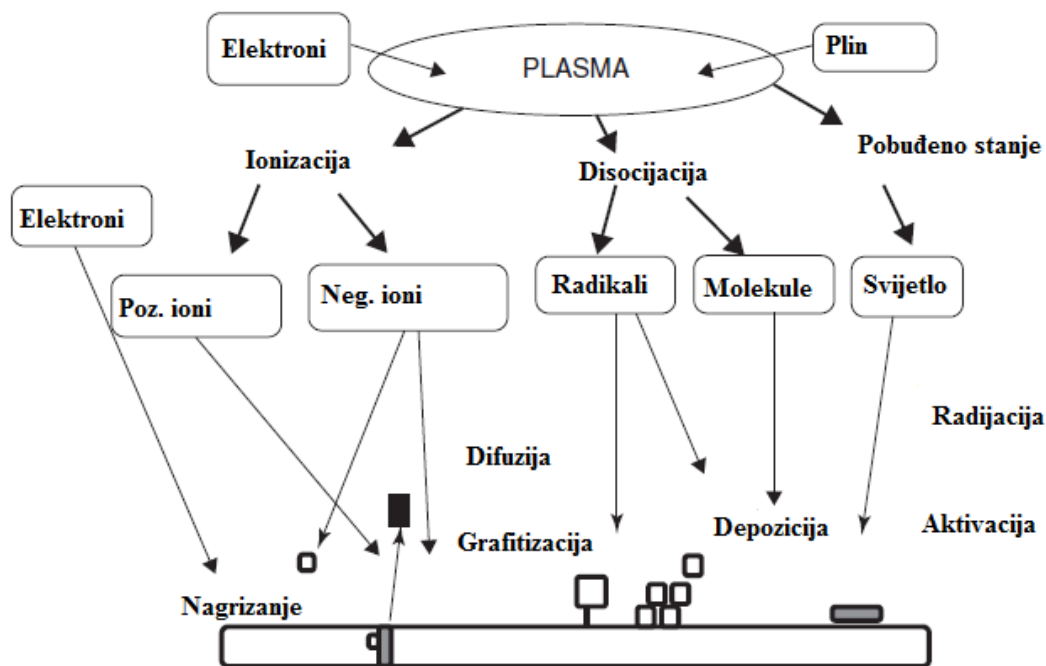 Elektroni
PLASMA
Plin
Ionizacija
Disocijacija
Pobuđeno stanje
Elektroni
Poz. ioni
Neg. ioni
Radikali
Molekule
Svijetlo
Radijacija
Difuzija
Grafitizacija
Depozicija
Aktivacija
Nagrizanje